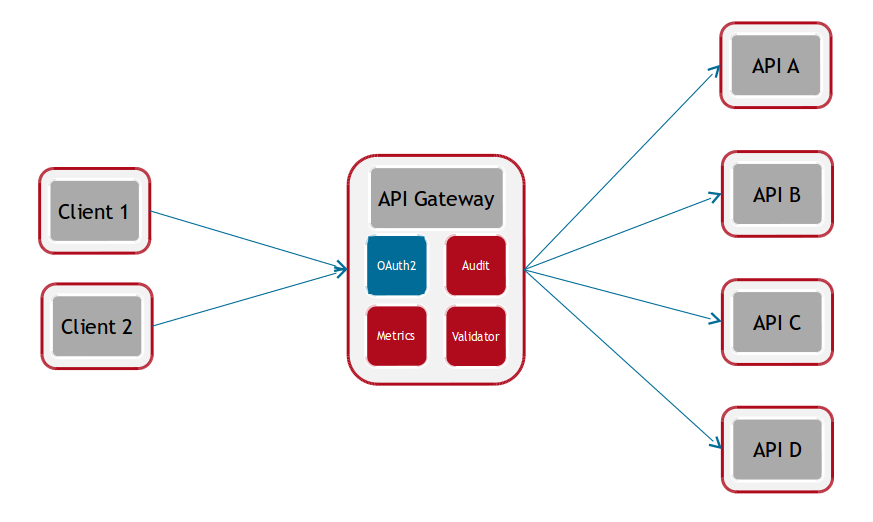 Client 1
Client 2
API Gateway
OAuth2
Audit
Metrics
Validator
API A
API B
API C
API D